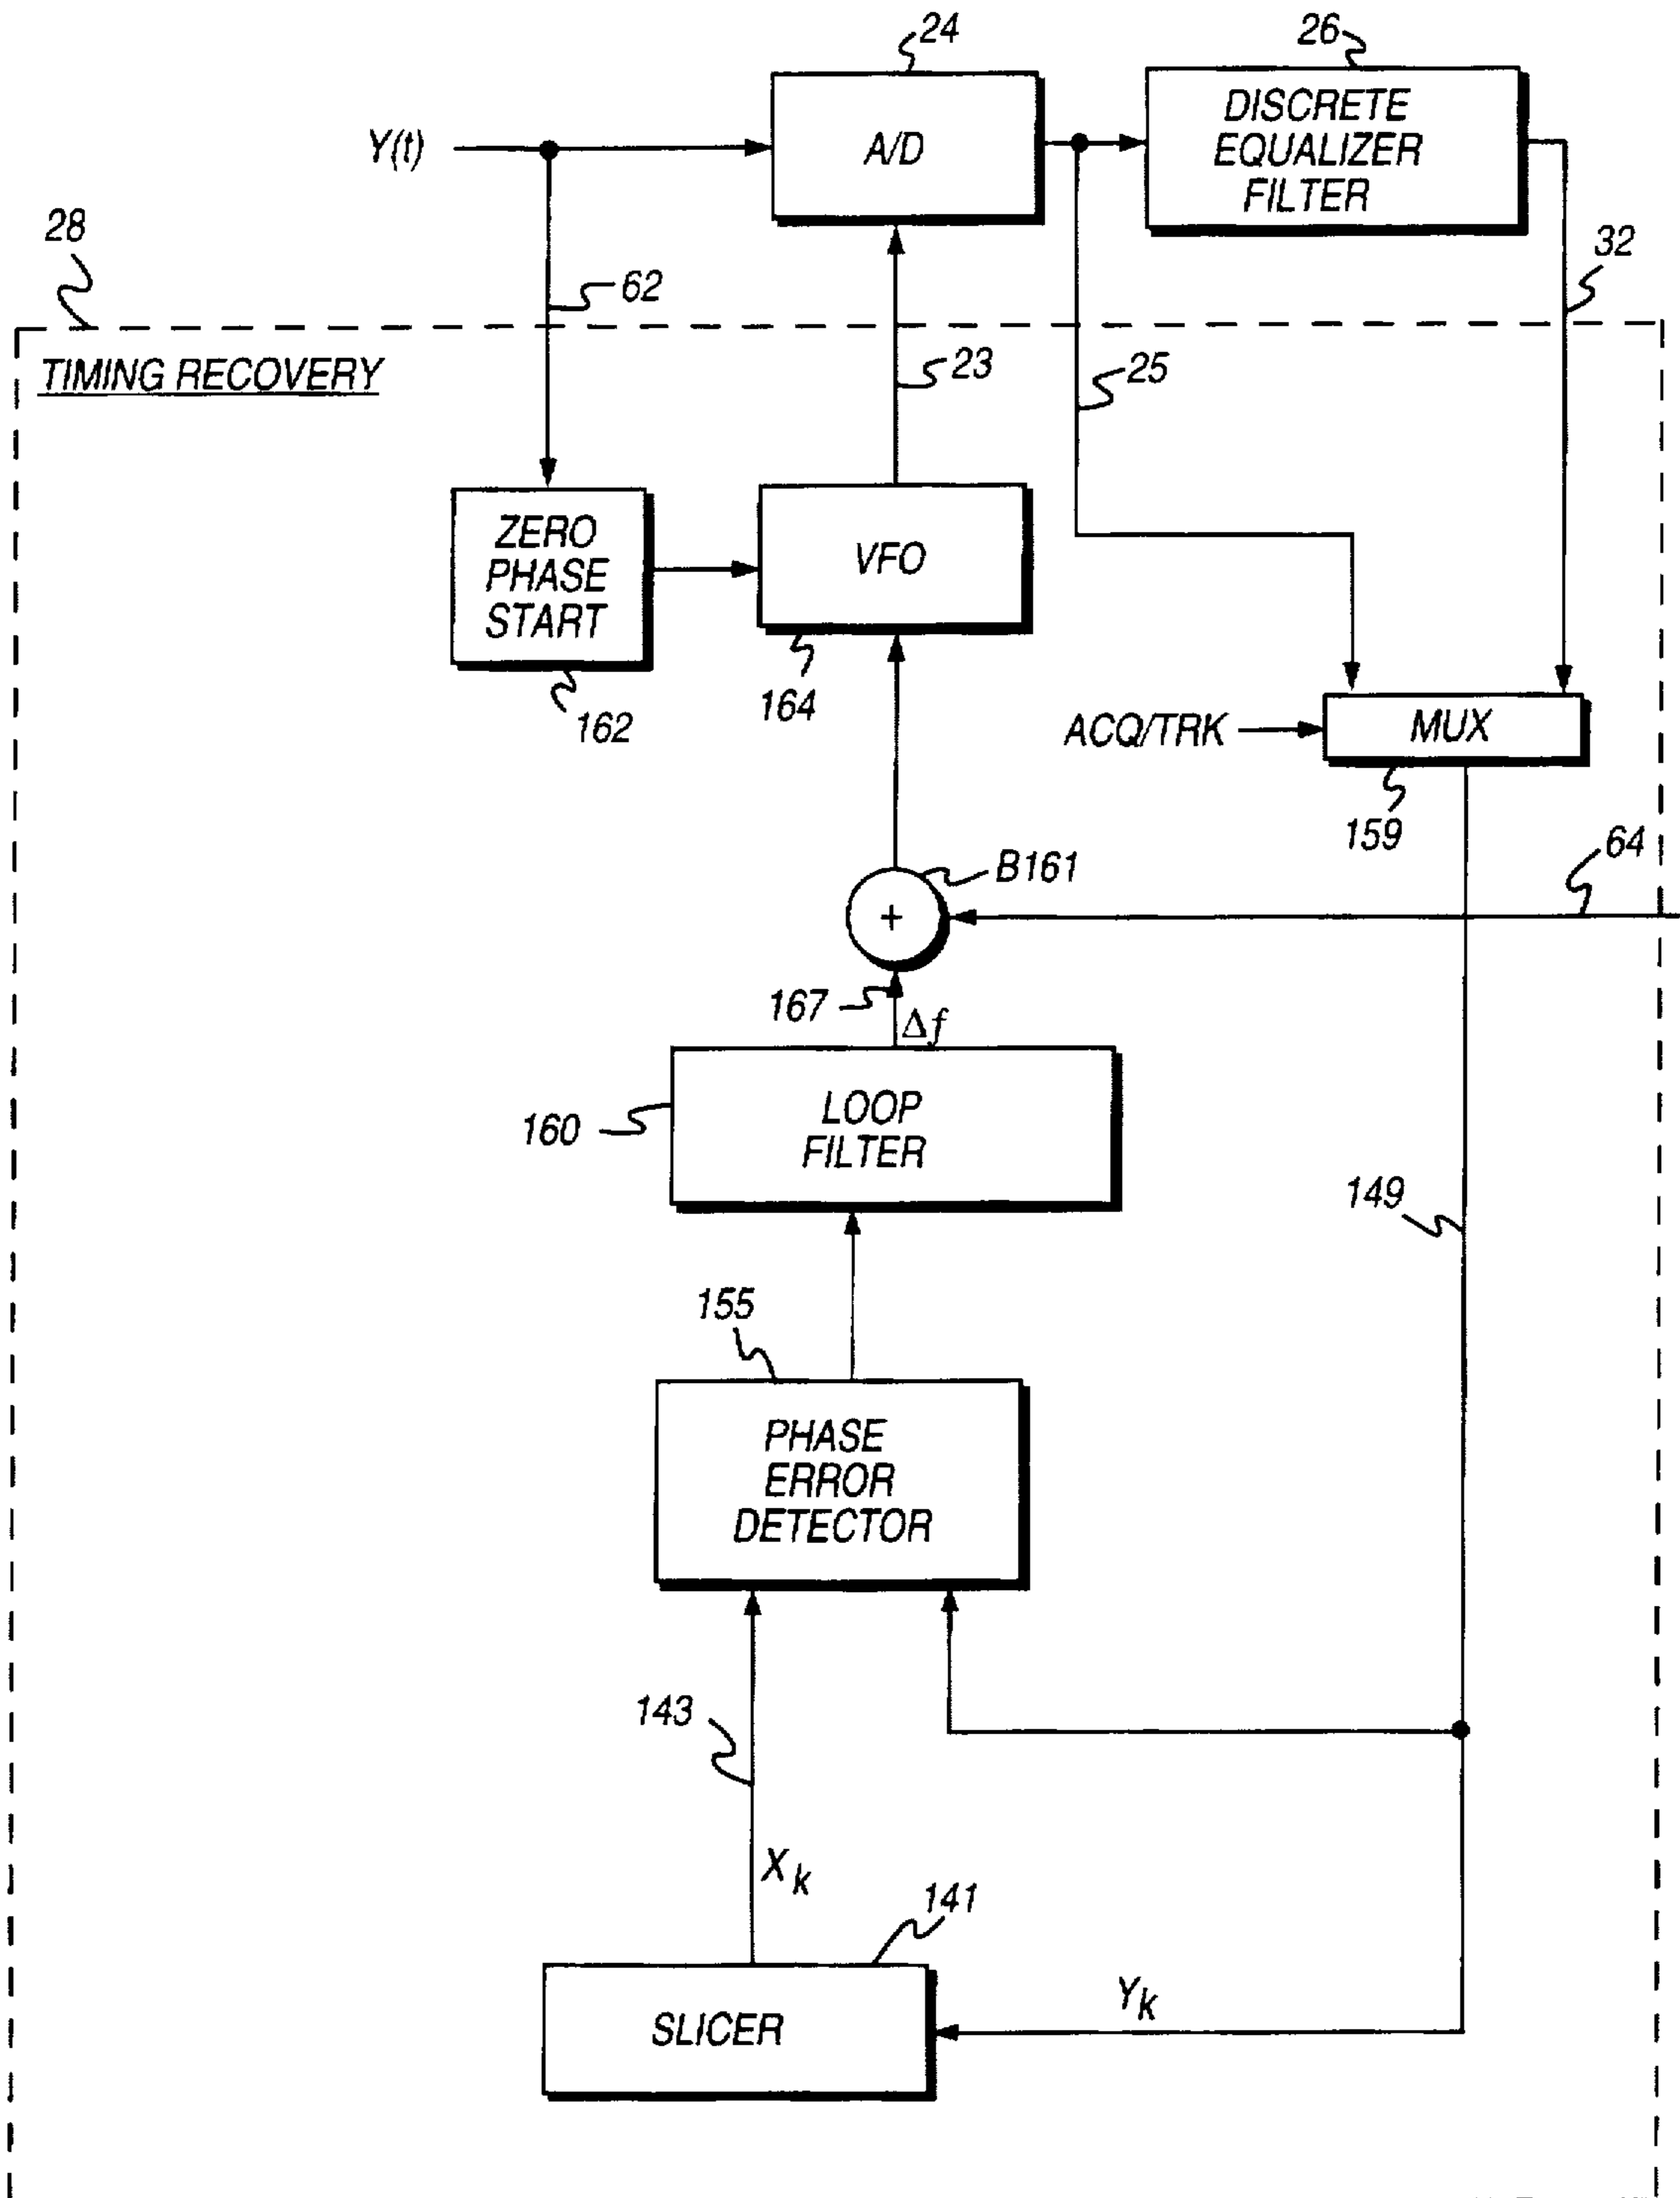 24
26
Y(t)
A/D
DISCRETE
EQUALIZER
FILTER
28
62
32
TIMING RECOVERY
23
25
ZERO
PHASE
START
VFO
162
164
ACQ/TRK
MUX
159
64
B161
+
167
Δf
160
LOOP
FILTER
149
155
PHASE
ERROR
DETECTOR
143
Xk
141
SLICER
Yk